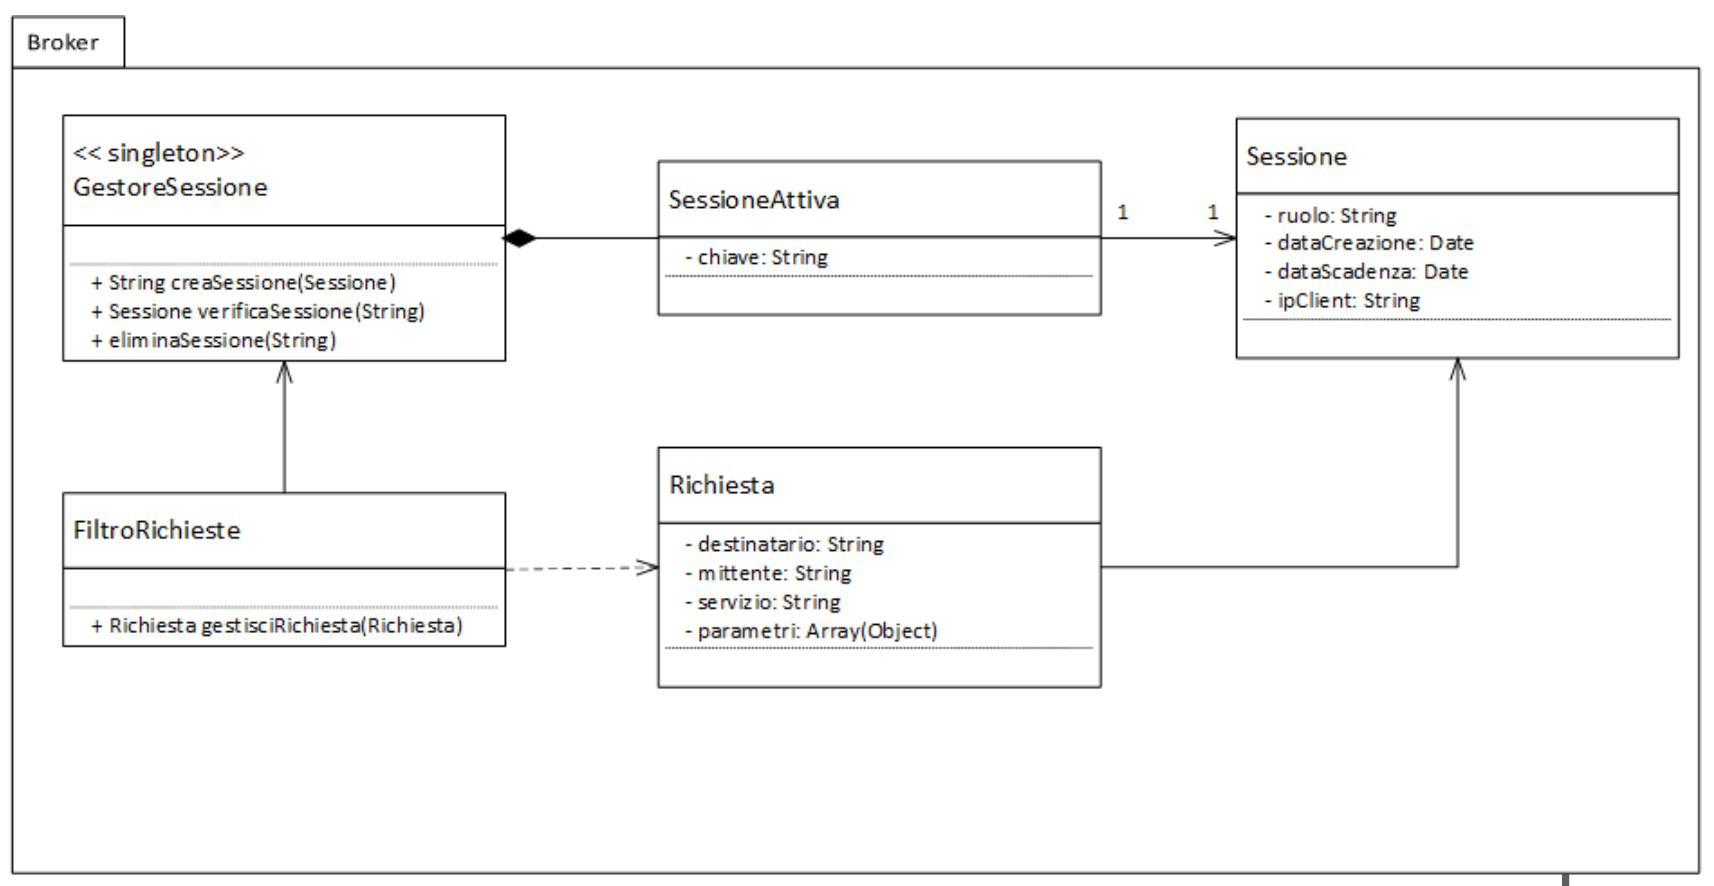 Broker
<< singleton>>
GestoreSessione
+ String creaSessione(Sessione)
+ Sessione verificaSessione(String)
+ eliminaSessione(String)
SessioneAttiva
- chiave: String
1
1
Sessione
- ruolo: String
- dataCreazione: Date
- dataScadenza: Date
- ipClient: String
FiltroRichieste
+ Richiesta gestisciRichiesta(Richiesta)
Richiesta
- destinatario: String
- mittente: String
- servizio: String
- parametri: Array(Object)